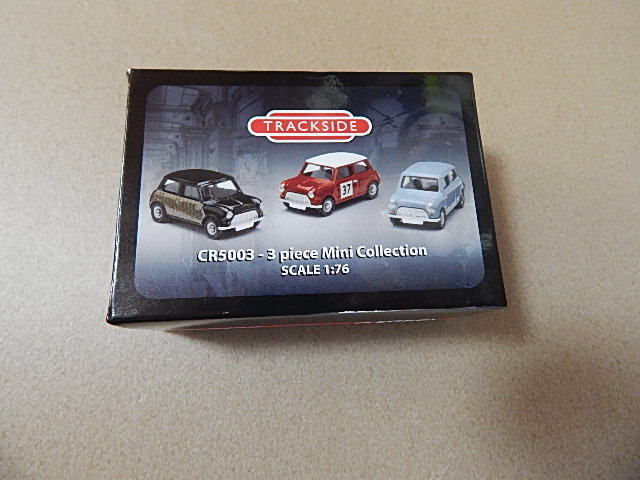 TRACKSIDE
37
CR5003 - 3 piece Mini Collection
SCALE 1:76